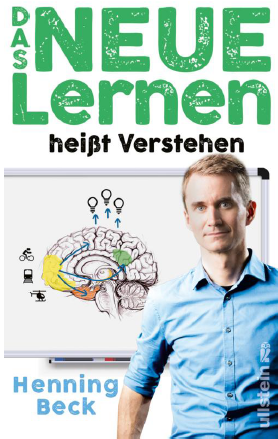 DAS NEUE
Lernen
heißt Verstehen
Henning
Beck
ullstein